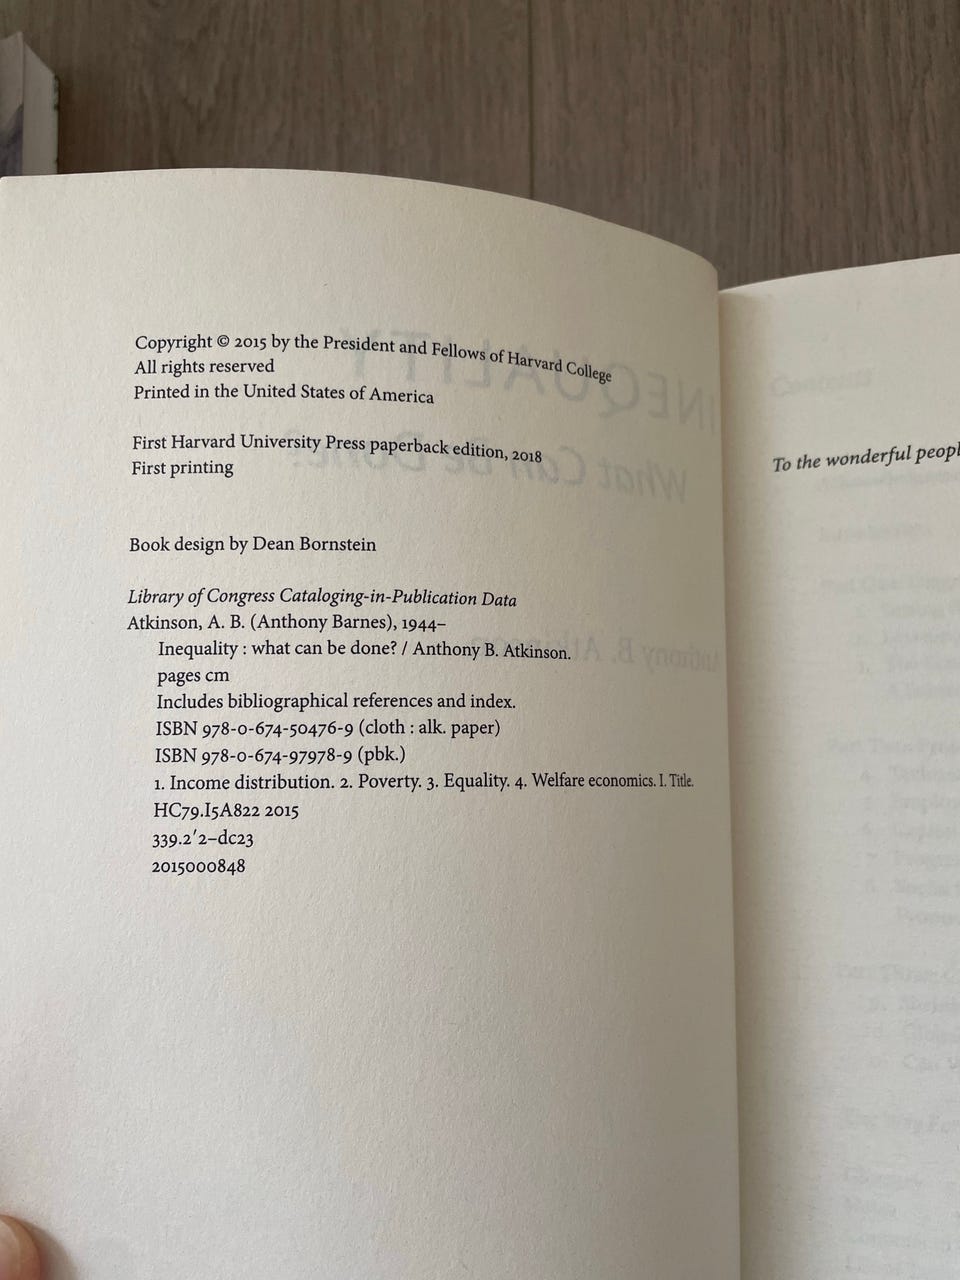 Copyright © 2015 by the President and Fellows of Harvard College
All rights reserved
Printed in the United States of America
First Harvard University Press paperback edition, 2018
First printing
Book design by Dean Bornstein
Library of Congress Cataloging-in-Publication Data
Atkinson, A. B. (Anthony Barnes), 1944–
Inequality : what can be done? / Anthony B. Atkinson.
pages cm
Includes bibliographical references and index.
ISBN 978-0-674-50476-9 (cloth : alk. paper)
ISBN 978-0-674-97978-9 (pbk.)
1. Income distribution. 2. Poverty. 3. Equality. 4. Welfare economics. I. Title.
HC79.I5A822 2015
339.2′2–dc23
2015000848
To the wonderful peopl